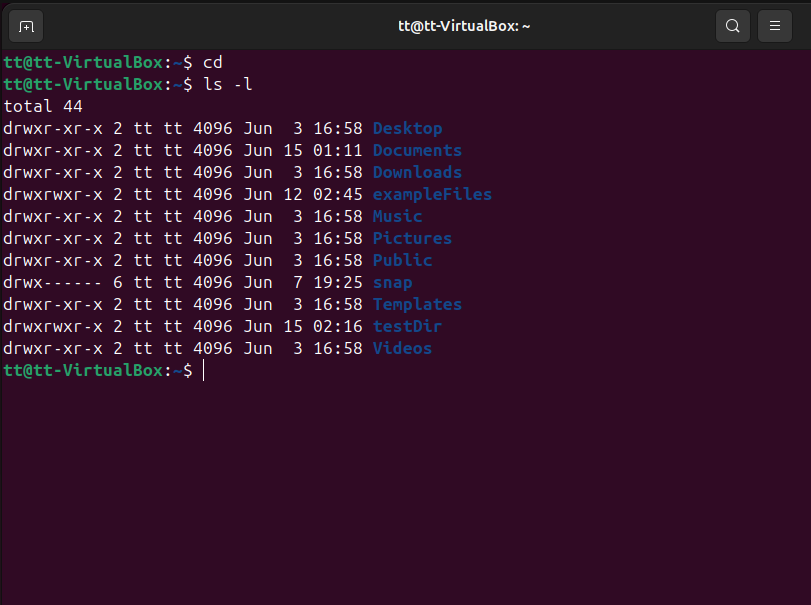 tt@tt-VirtualBox: ~
tt@tt-VirtualBox:~$ cd
tt@tt-VirtualBox:~$ ls -l
total 44
drwxr-xr-x 2 tt tt 4096 Jun  3 16:58 Desktop
drwxr-xr-x 2 tt tt 4096 Jun 15 01:11 Documents
drwxr-xr-x 2 tt tt 4096 Jun  3 16:58 Downloads
drwxrwxr-x 2 tt tt 4096 Jun 12 02:45 exampleFiles
drwxr-xr-x 2 tt tt 4096 Jun  3 16:58 Music
drwxr-xr-x 2 tt tt 4096 Jun  3 16:58 Pictures
drwxr-xr-x 2 tt tt 4096 Jun  3 16:58 Public
drwx------ 6 tt tt 4096 Jun  7 19:25 snap
drwxr-xr-x 2 tt tt 4096 Jun  3 16:58 Templates
drwxrwxr-x 2 tt tt 4096 Jun 15 02:16 testDir
drwxr-xr-x 2 tt tt 4096 Jun  3 16:58 Videos
tt@tt-VirtualBox:~$